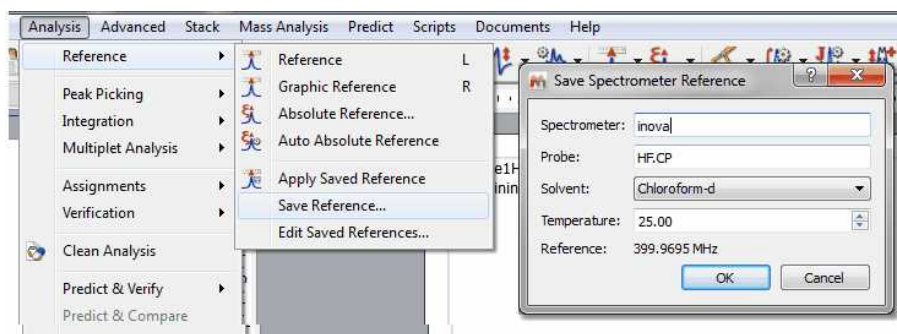 Analysis Advanced Stack Mass Analysis Predict Scripts Documents Help
Reference
Peak Picking
Integration
Multiplet Analysis
Assignments
Verification
Clean Analysis
Predict & Verify
Predict & Compare
Reference L
Graphic Reference R
Absolute Reference...
Auto Absolute Reference
Apply Saved Reference
Save Reference...
Edit Saved References...
Save Spectrometer Reference
Spectrometer: inova
Probe: HF.CP
Solvent: Chloroform-d
Temperature: 25.00
Reference: 399.9695 MHz
OK Cancel